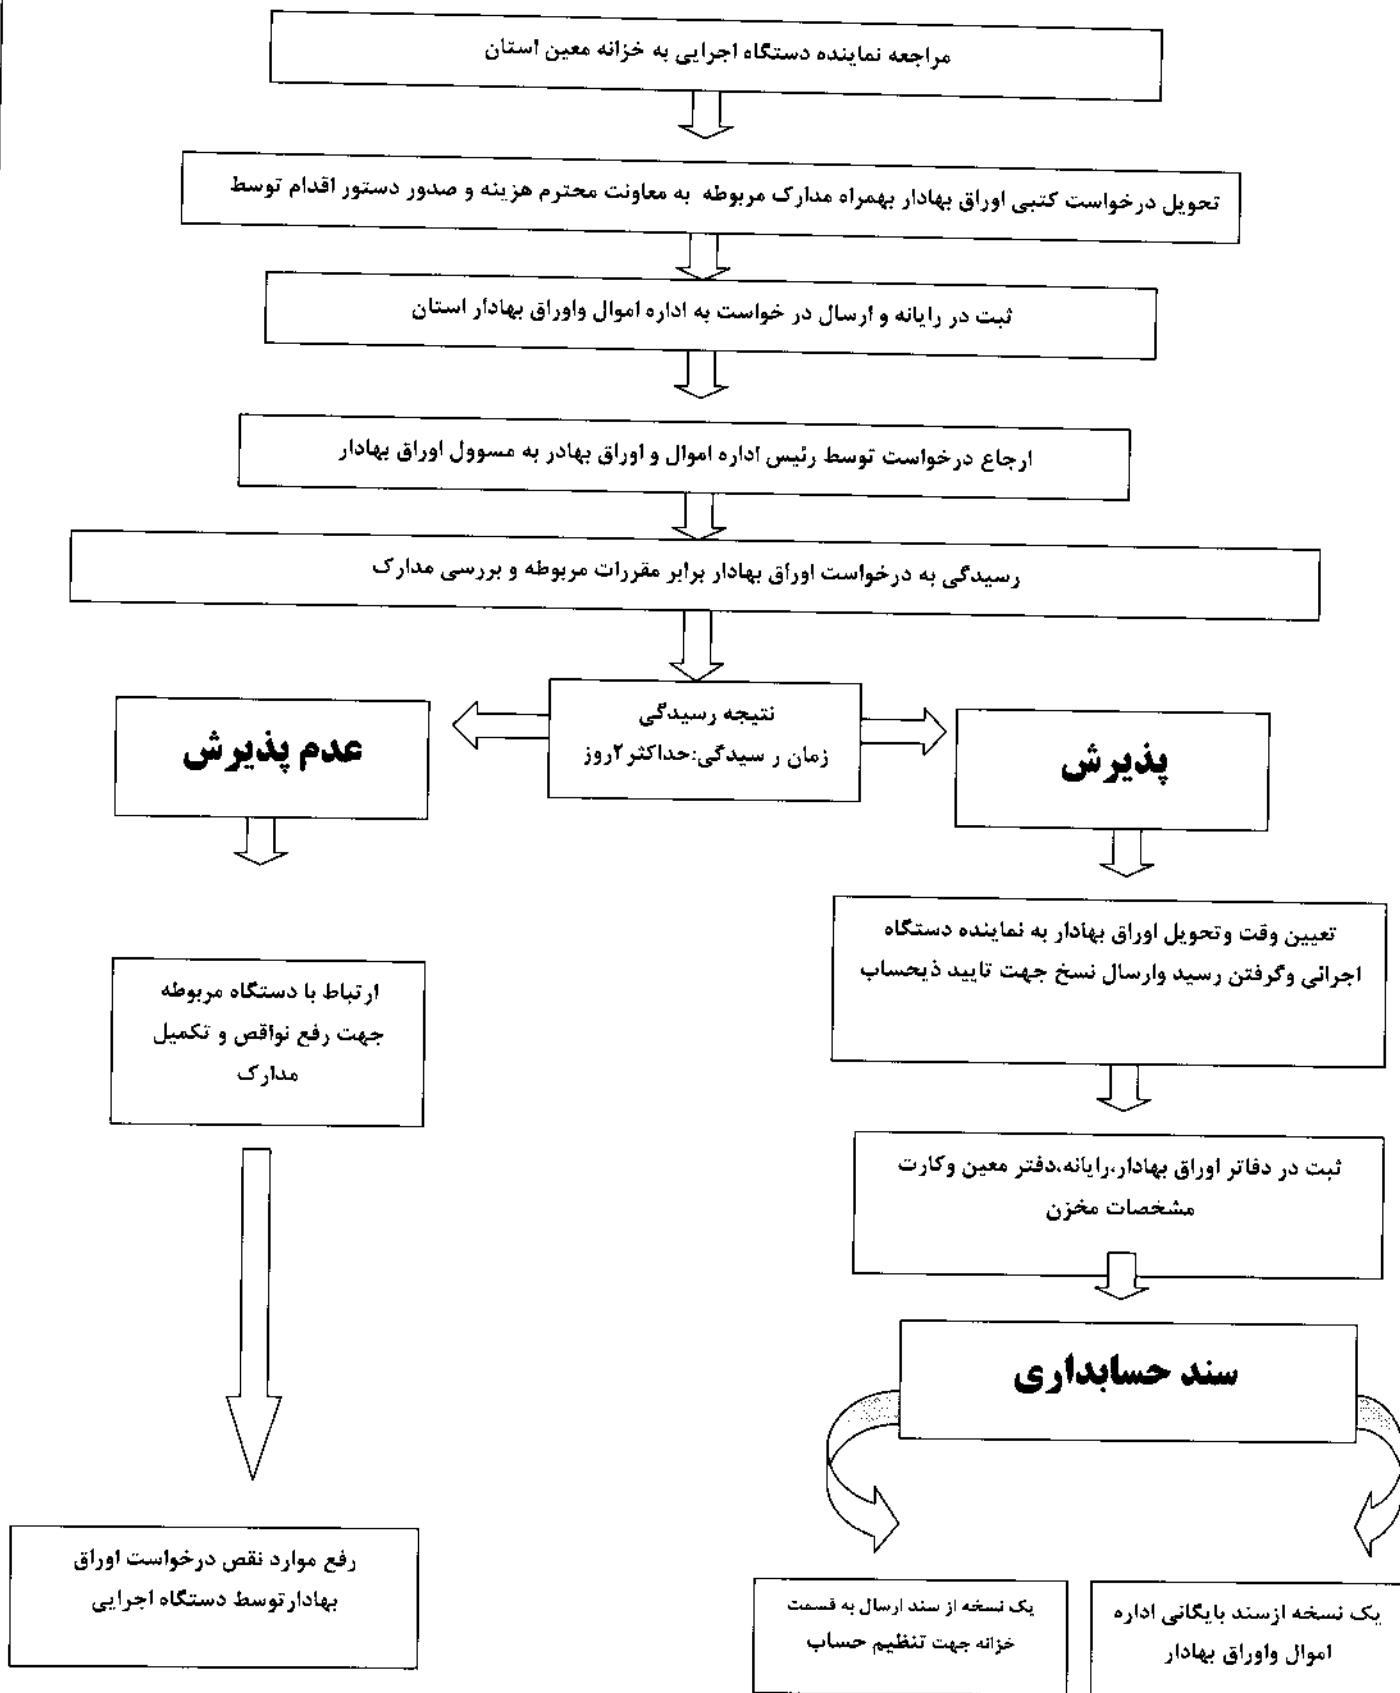 مراجعه نماینده دستگاه اجرایی به خزانه معین استان
تحویل درخواست کتبی اوراق بهادار بهمراه مدارک مربوطه به معاونت محترم هزینه و صدور دستور اقدام توسط
ثبت در رایانه و ارسال در خواست به اداره اموال واوراق بهادار استان
ارجاع درخواست توسط رئیس اداره اموال و اوراق بهادر به مسوول اوراق بهادار
رسیدگی به درخواست اوراق بهادار برابر مقررات مربوطه و بررسی مدارک
نتیجه رسیدگی
زمان ر سیدگی:حداکثر۲روز
پذیرش
عدم پذیرش
تعیین وقت وتحویل اوراق بهادار به نماینده دستگاه
اجرائی وگرفتن رسید وارسال نسخ جهت تایید ذیحساب
ارتباط با دستگاه مربوطه
جهت رفع نواقص و تکمیل
مدارک
ثبت در دفاتر اوراق بهادار،رایانه،دفتر معین وکارت
مشخصات مخزن
سند حسابداری
یک نسخه ازسند بایگانی اداره
اموال واوراق بهادار
یک نسخه از سند ارسال به قسمت
خزانه جهت تنظیم حساب
رفع موارد نقص درخواست اوراق
بهادارتوسط دستگاه اجرایی